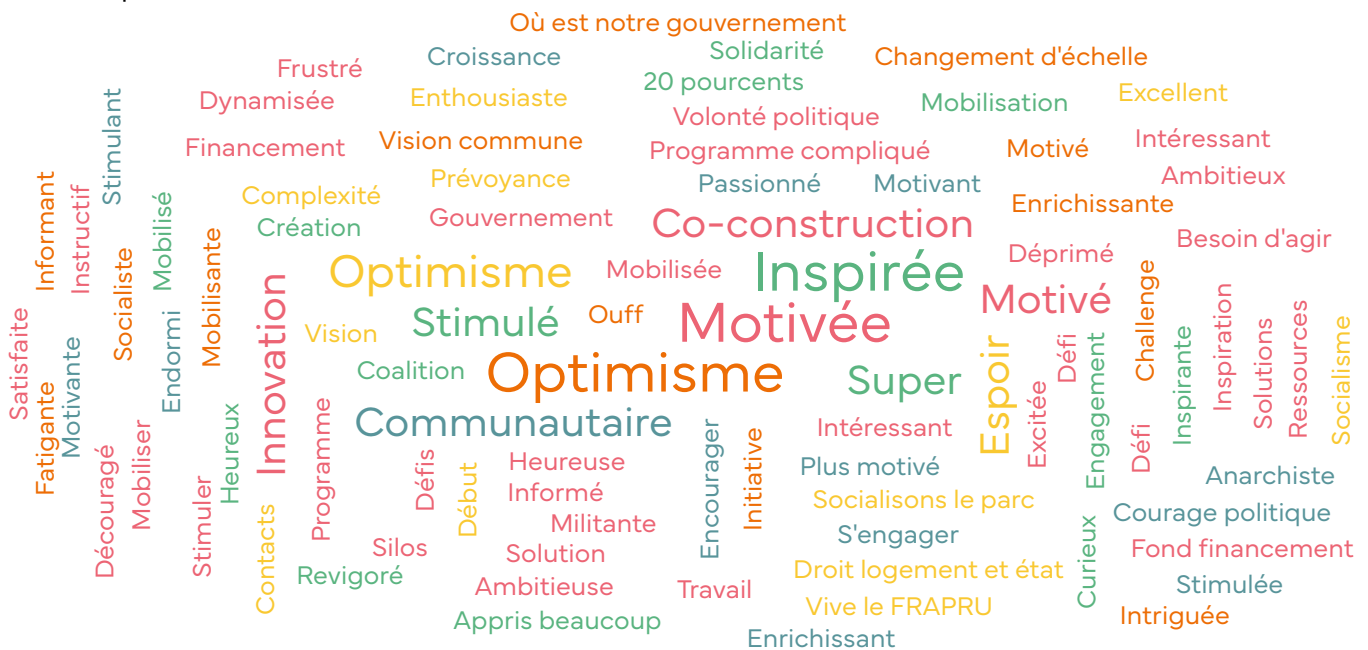 Où est notre gouvernement
Croissance
Solidarité
Changement d'échelle
Frustré
20 pourcents
Dynamisée
Enthousiaste
Mobilisation
Excellent
Stimulant
Volonté politique
Financement
Vision commune
Programme compliqué
Motivé
Intéressant
Prévoyance
Passionné
Motivant
Ambitieux
Complexité
Enrichissante
Création
Gouvernement
Co-construction
Informant
Instructif
Mobilisé
Besoin d'agir
Déprimé
Socialiste
Mobilisante
Optimisme
Mobilisée
Inspirée
Motivé
Challenge
Innovation
Stimulé
Ouff
Motivée
Vision
Satisfaite
Motivante
Endormi
Coalition
Optimisme
Super
Espoir
Défi
Engagement
Inspirante
Inspiration
Solutions
Ressources
Socialisme
Fatigante
Communautaire
Excitée
Intéressant
Découragé
Mobiliser
Stimuler
Heureux
Programme
Défis
Début
Heureuse
Encourager
Initiative
Plus motivé
Défi
Anarchiste
Informé
Socialisons le parc
Courage politique
Militante
S'engager
Contacts
Silos
Solution
Fond financement
Revigoré
Droit logement et état
Curieux
Stimulée
Ambitieuse
Travail
Vive le FRAPRU
Intriguée
Appris beaucoup
Enrichissant